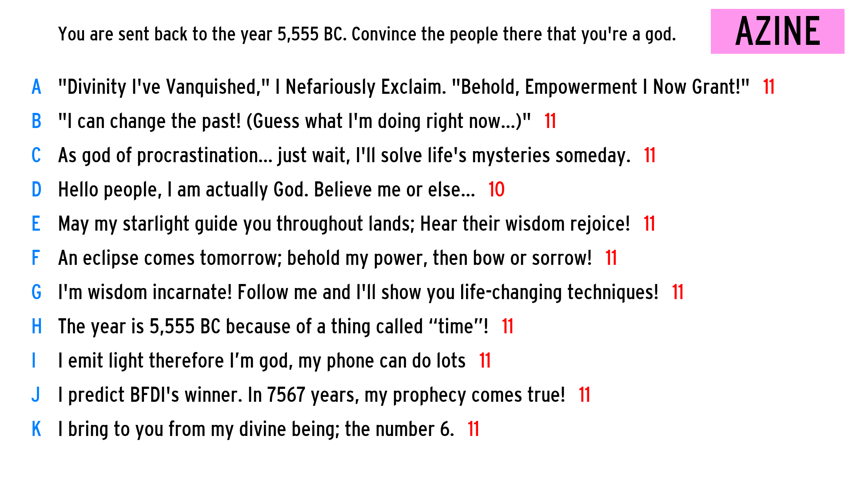 You are sent back to the year 5,555 BC. Convince the people there that you're a god.
AZINE
A "Divinity I've Vanquished," I Nefariously Exclaim. "Behold, Empowerment I Now Grant!" 11
B "I can change the past! (Guess what I'm doing right now...)" 11
C As god of procrastination... just wait, I'll solve life's mysteries someday. 11
D Hello people, I am actually God. Believe me or else... 10
E May my starlight guide you throughout lands; Hear their wisdom rejoice! 11
F An eclipse comes tomorrow; behold my power, then bow or sorrow! 11
G I'm wisdom incarnate! Follow me and I'll show you life-changing techniques! 11
H The year is 5,555 BC because of a thing called “time”! 11
I I emit light therefore I’m god, my phone can do lots 11
J I predict BFDI's winner. In 7567 years, my prophecy comes true! 11
K I bring to you from my divine being; the number 6. 11